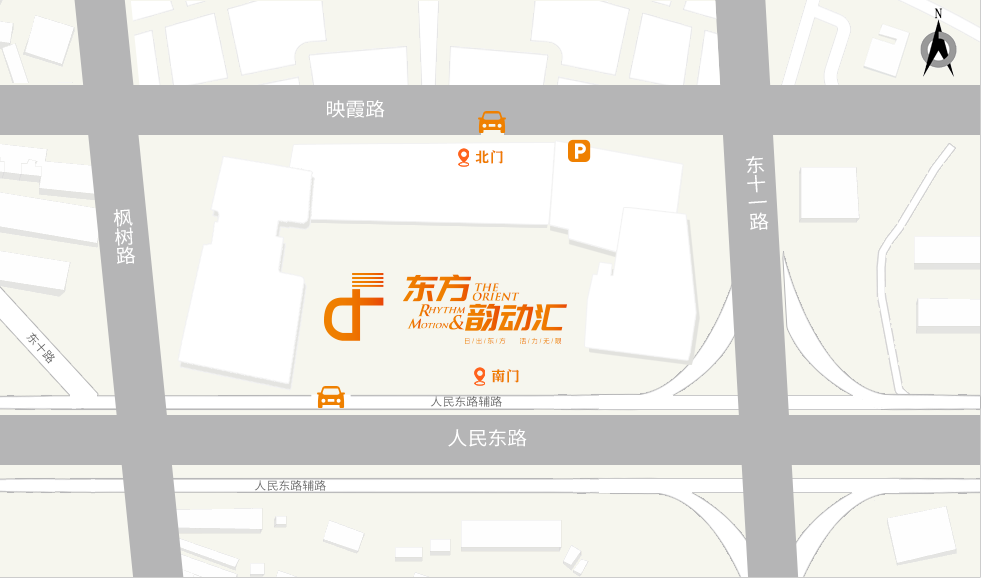 N
映霞路
北门
P
东十一路
枫树路
东方 THE ORIENT
RHYTHM MOTION & 韵动汇
日/出/东/方 活/力/无/限
东十路
南门
人民东路辅路
人民东路
人民东路辅路